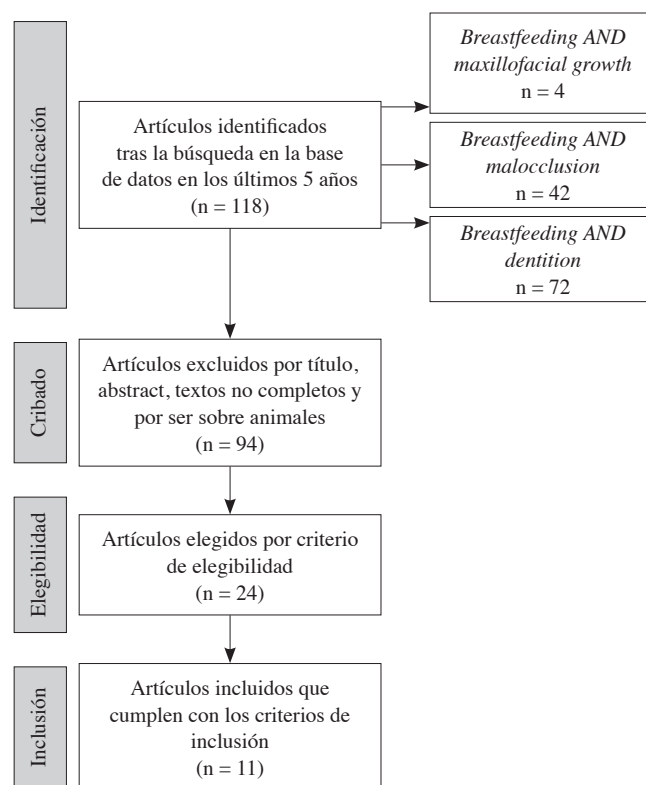 Identificación
Artículos identificados
tras la búsqueda en la base
de datos en los últimos 5 años
(n = 118)
Breastfeeding AND
maxillofacial growth
n = 4
Breastfeeding AND
malocclusion
n = 42
Breastfeeding AND
dentition
n = 72
Cribado
Artículos excluidos por título,
abstract, textos no completos y
por ser sobre animales
(n = 94)
Elegibilidad
Artículos elegidos por criterio
de elegibilidad
(n = 24)
Inclusión
Artículos incluidos que
cumplen con los criterios de
inclusión
(n = 11)